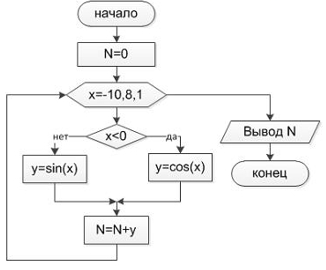 начало
N=0
x=-10,8,1
x<0
нет
да
y=sin(x)
y=cos(x)
N=N+y
Вывод N
конец